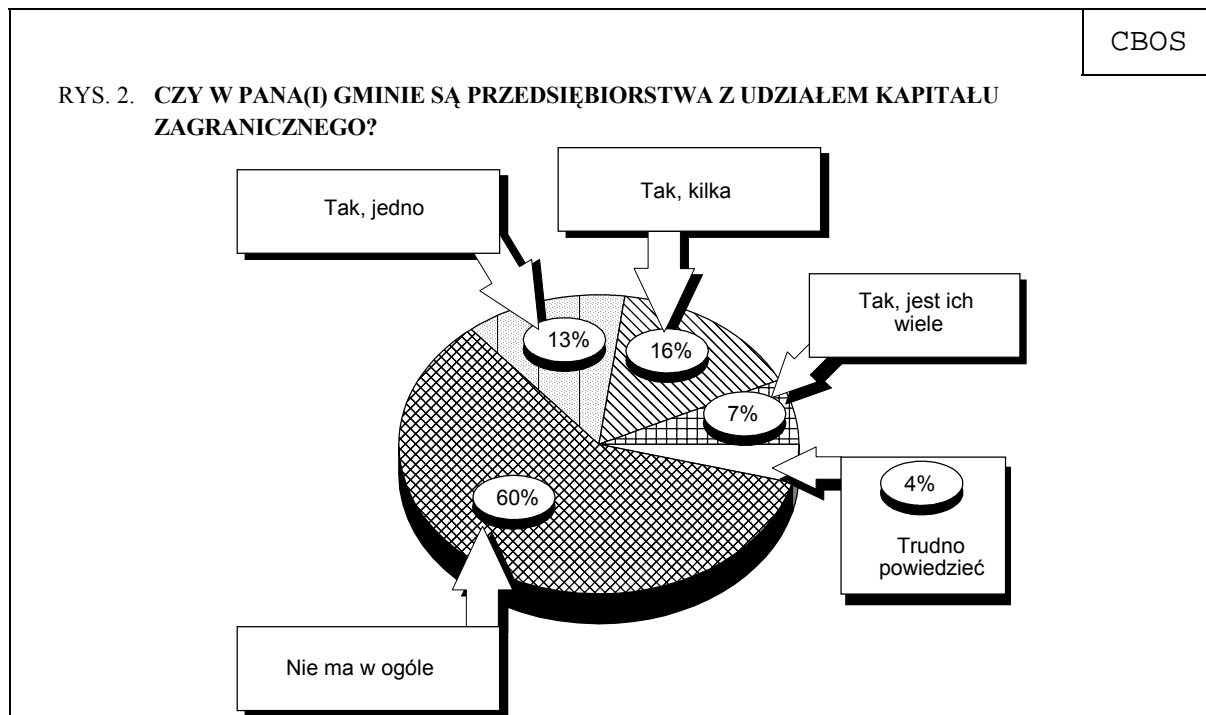 CBOS
RYS. 2. CZY W PANA(I) GMINIE SĄ PRZEDSIĘBIORSTWA Z UDZIAŁEM KAPITAŁU
ZAGRANICZNEGO?
Tak, jedno
Tak, kilka
Tak, jest ich
wiele
13%
16%
7%
4%
Trudno
powiedzieć
60%
Nie ma w ogóle